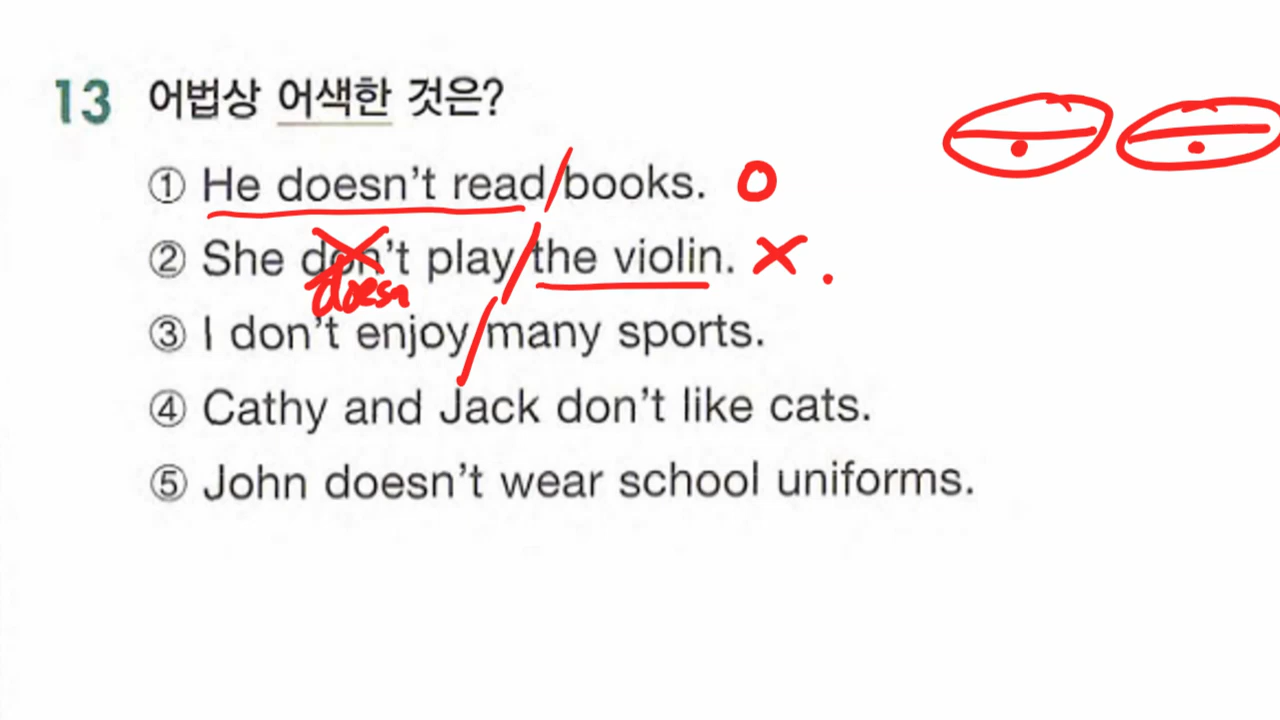 13 어법상 어색한 것은?
① He doesn't read books. O
② She don't play the violin. X
doesn
③ I don't enjoy many sports.
④ Cathy and Jack don't like cats.
⑤ John doesn't wear school uniforms.